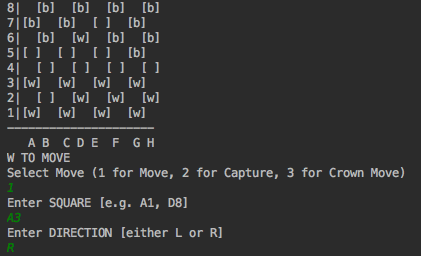 8|  [b]  [b]  [b]  [b]
7|[b]  [b]  [ ]  [b]
6|  [b]  [w]  [b]  [b]
5|[ ]  [ ]  [ ]  [b]
4|  [ ]  [ ]  [ ]  [ ]
3|[w]  [w]  [w]  [w]
2|  [ ]  [w]  [w]  [w]
1|[w]  [w]  [w]  [w]
_____________________
   A B  C D E  F  G H
W TO MOVE
Select Move (1 for Move, 2 for Capture, 3 for Crown Move)
1
Enter SQUARE [e.g. A1, D8]
A3
Enter DIRECTION [either L or R]
R